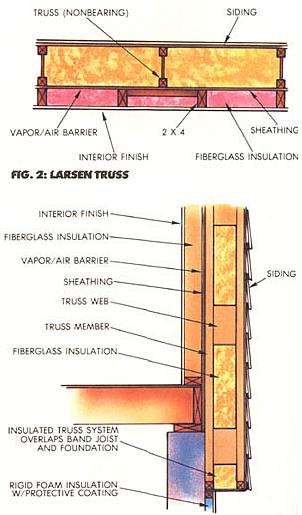 TRUSS (NONBEARING)
SIDING
VAPOR/AIR BARRIER
2 X 4
SHEATHING
INTERIOR FINISH
FIBERGLASS INSULATION
FIG. 2: LARSEN TRUSS
INTERIOR FINISH
FIBERGLASS INSULATION
VAPOR/AIR BARRIER
SIDING
SHEATHING
TRUSS WEB
TRUSS MEMBER
FIBERGLASS INSULATION
INSULATED TRUSS SYSTEM
OVERLAPS BAND JOIST
AND FOUNDATION
RIGID FOAM INSULATION
W/PROTECTIVE COATING